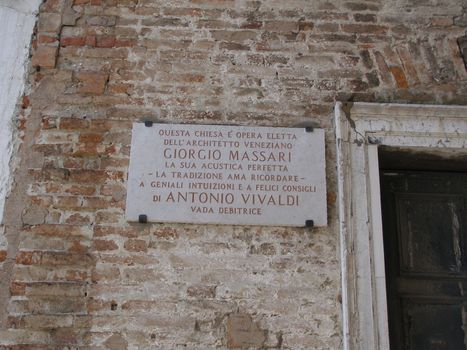 QUESTA CHIESA E' OPERA ELETTA
DELL'ARCHITETTO VENEZIANO
GIORGIO MASSARI
LA SUA ACUSTICA PERFETTA
- LA TRADIZIONE AMA RICORDARE -
A GENIALI INTUIZIONI E A FELICI CONSIGLI
DI ANTONIO VIVALDI
VADA DEBITRICE